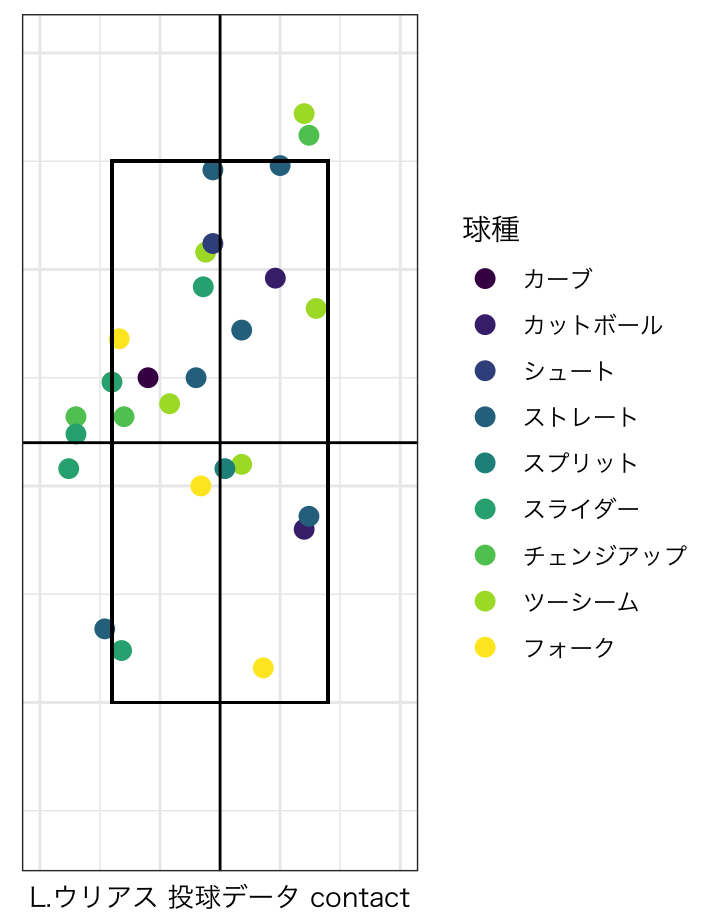 球種
カーブ
カットボール
シュート
ストレート
スプリット
スライダー
チェンジアップ
ツーシーム
フォーク
L.ウリアス 投球データ contact